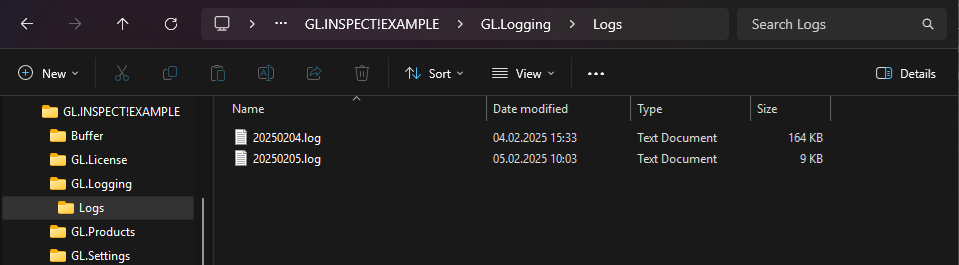 GL.INSPECT!EXAMPLE GL.Logging Logs Search Logs
New Sort View Details
GL.INSPECT!EXAMPLE
Buffer
GL.License
GL.Logging
Logs
GL.Products
GL.Settings
Name Date modified Type Size
20250204.log 04.02.2025 15:33 Text Document 164 KB
20250205.log 05.02.2025 10:03 Text Document 9 KB